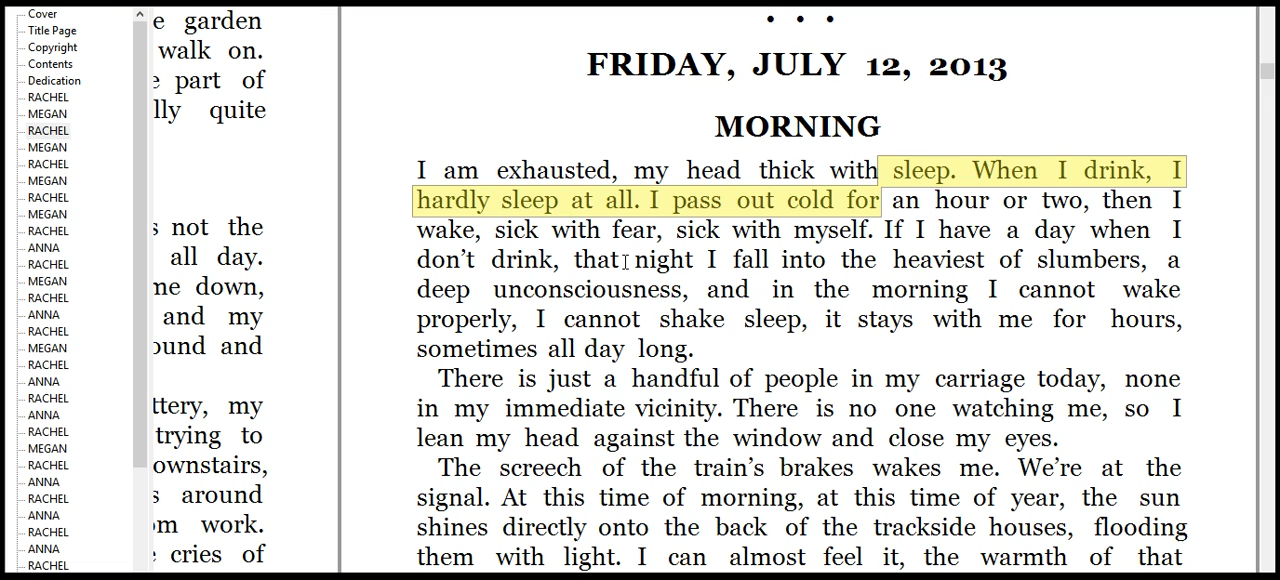 Cover
Title Page
Copyright
Contents
Dedication
RACHEL
MEGAN
RACHEL
MEGAN
RACHEL
MEGAN
RACHEL
MEGAN
RACHEL
ANNA
RACHEL
MEGAN
RACHEL
ANNA
RACHEL
MEGAN
RACHEL
ANNA
RACHEL
ANNA
RACHEL
MEGAN
RACHEL
ANNA
RACHEL
ANNA
RACHEL
ANNA
RACHEL
garden
walk on.
part of
quite
not the
all day.
me down,
and my
and
my
trying to
around
work.
cries of
• • •
FRIDAY, JULY 12, 2013
MORNING
I am exhausted, my head thick with sleep. When I drink, I
hardly sleep at all. I pass out cold for an hour or two, then I
wake, sick with fear, sick with myself. If I have a day when I
don’t drink, that night I fall into the heaviest of slumbers, a
deep unconsciousness, and in the morning I cannot wake
properly, I cannot shake sleep, it stays with me for hours,
sometimes all day long.
There is just a handful of people in my carriage today, none
in my immediate vicinity. There is no one watching me, so I
lean my head against the window and close my eyes.
The screech of the train’s brakes wakes me. We’re at the
signal. At this time of morning, at this time of year, the sun
shines directly onto the back of the trackside houses, flooding
them with light. I can almost feel it, the warmth of that